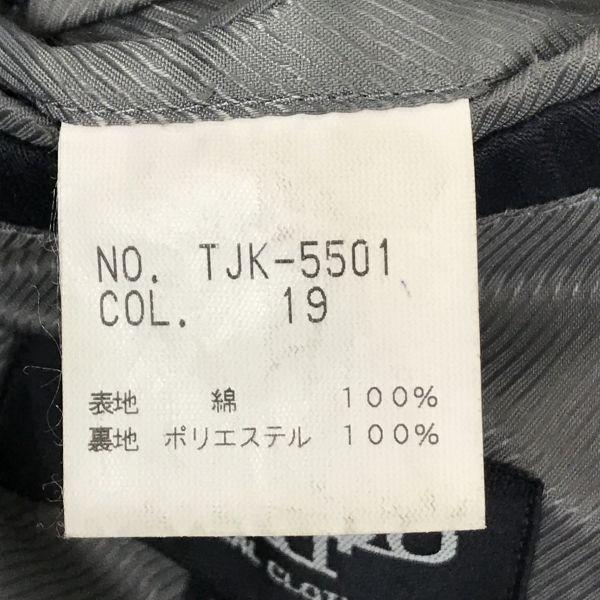 NO. TJK-5501
COL. 19
表地 綿 100%
裏地 ポリエステル 100%